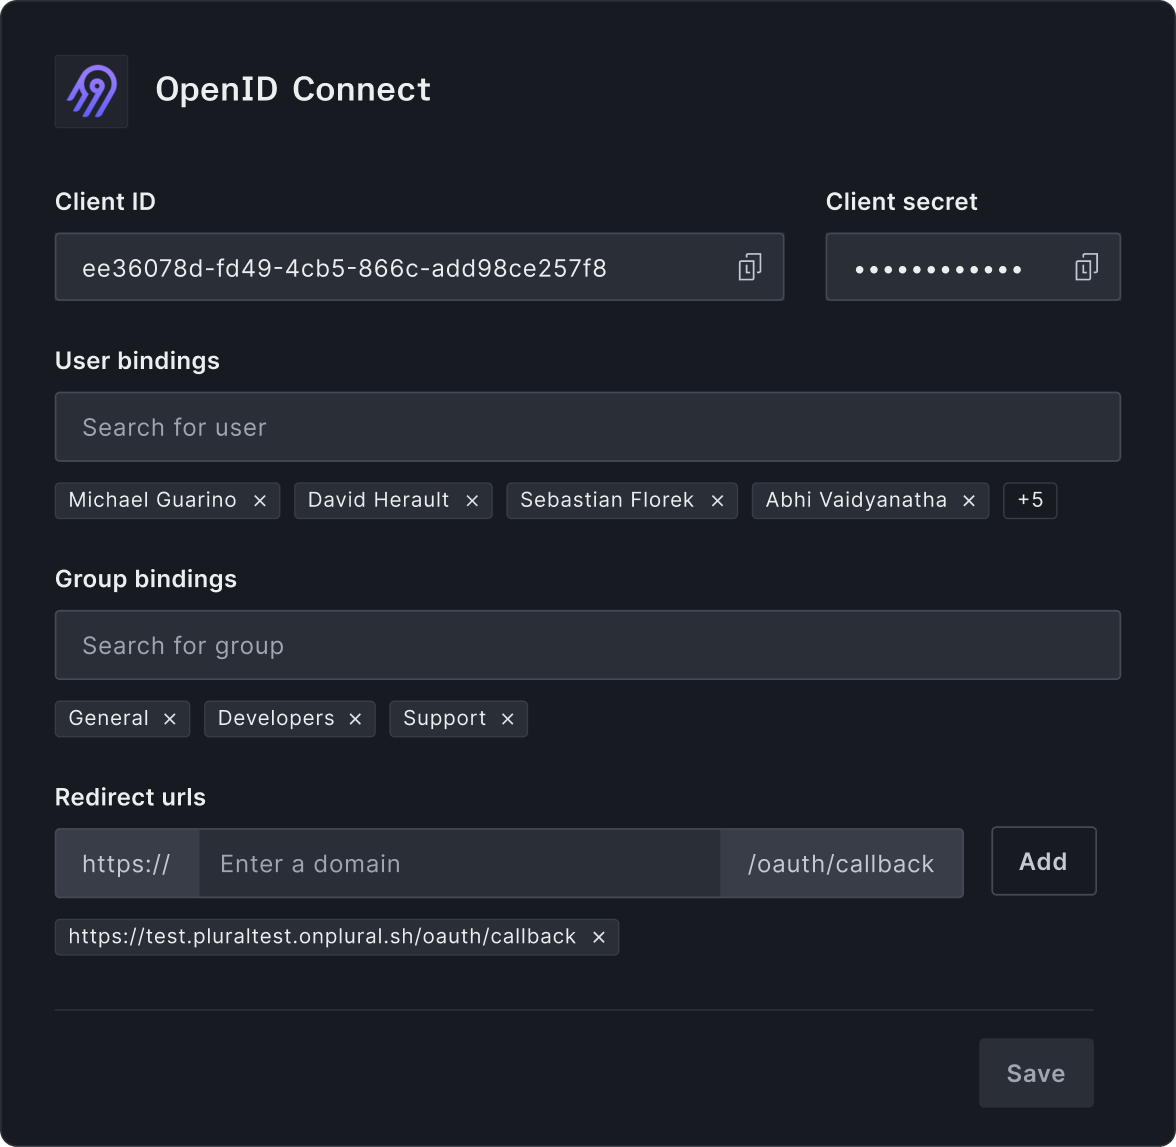 OpenID Connect
Client ID
Client secret
ee36078d-fd49-4cb5-866c-add98ce257f8
••••••••••••
User bindings
Search for user
Michael Guarino × David Herault × Sebastian Florek × Abhi Vaidyanatha × +5
Group bindings
Search for group
General × Developers × Support ×
Redirect urls
https:// Enter a domain /oauth/callback Add
https://test.pluraltest.onplural.sh/oauth/callback ×
Save